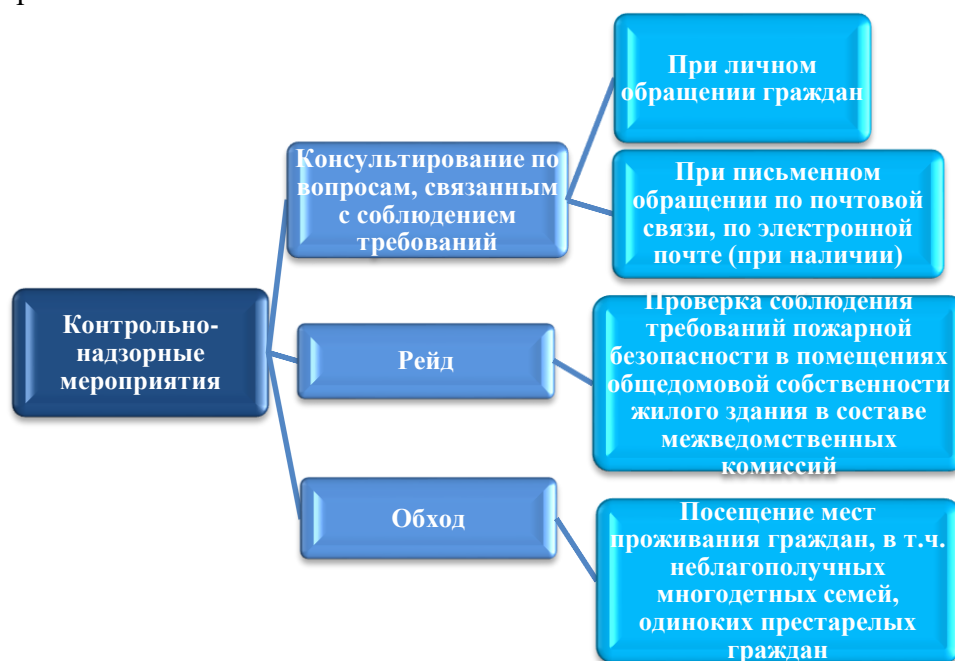 При личном
обращении граждан
Консультирование по
вопросам, связанным
с соблюдением
требований
При письменном
обращении по почтовой
связи, по электронной
почте (при наличии)
Контрольно-
надзорные
мероприятия
Рейд
Проверка соблюдения
требований пожарной
безопасности в помещениях
общедомовой собственности
жилого здания в составе
межведомственных
комиссий
Обход
Посещение мест
проживания граждан, в т.ч.
неблагополучных
многодетных семей,
одиноких престарелых
граждан